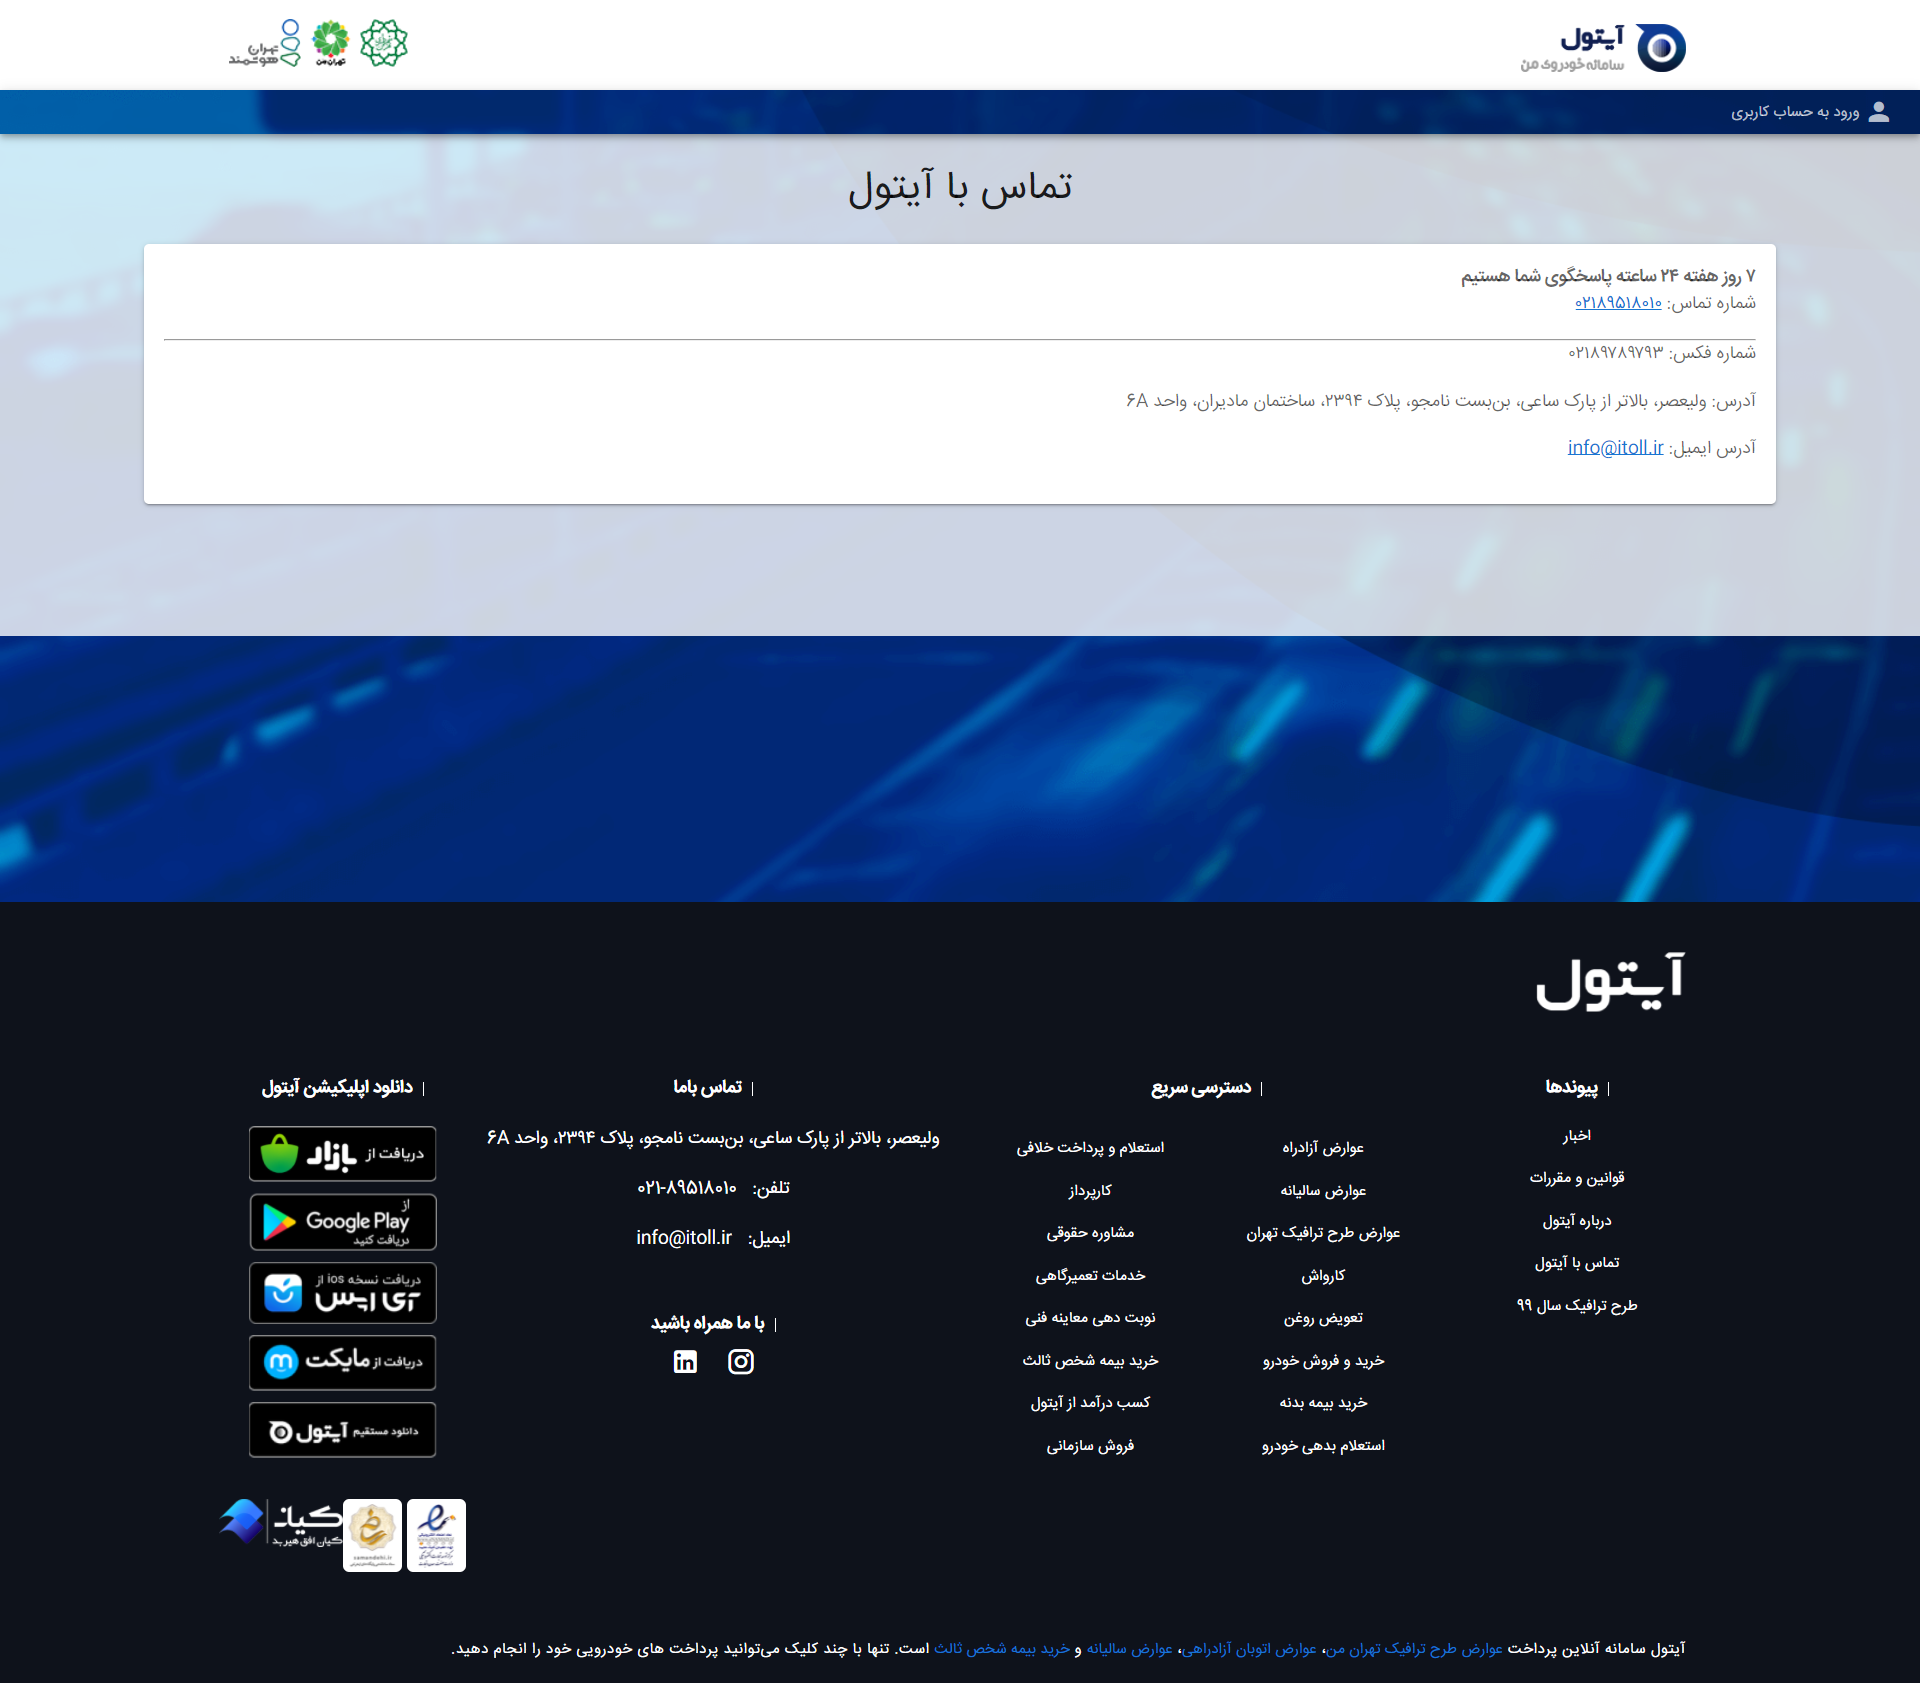 آیتول
سامانه خودروی من
تهران من
تهران هوشمند
ورود به حساب کاربری
تماس با آیتول
۷ روز هفته ۲۴ ساعته پاسخگوی شما هستیم
شماره تماس: ۰۲۱۸۹۵۱۸۰۱۰
شماره فکس: ۰۲۱۸۹۷۸۹۷۹۳
آدرس: ولیعصر، بالاتر از پارک ساعی، بن‌بست نامجو، پلاک ۲۳۹۴، ساختمان مادیران، واحد ۶A
آدرس ایمیل: info@itoll.ir
آیتول
پیوندها
اخبار
قوانین و مقررات
درباره آیتول
تماس با آیتول
طرح ترافیک سال ۹۹
دسترسی سریع
عوارض آزادراه
عوارض سالیانه
عوارض طرح ترافیک تهران
کارواش
تعویض روغن
خرید و فروش خودرو
خرید بیمه بدنه
استعلام بدهی خودرو
استعلام و پرداخت خلافی
کارپرداز
مشاوره حقوقی
خدمات تعمیرگاهی
نوبت دهی معاینه فنی
خرید بیمه شخص ثالث
کسب درآمد از آیتول
فروش سازمانی
تماس باما
ولیعصر، بالاتر از پارک ساعی، بن‌بست نامجو، پلاک ۲۳۹۴، واحد ۶A
تلفن: ۰۲۱-۸۹۵۱۸۰۱۰
ایمیل: info@itoll.ir
با ما همراه باشید
دانلود اپلیکیشن آیتول
دریافت از بازار
از
Google Play
دریافت کنید
دریافت نسخه ios از
آی اپس
دریافت از مایکت
دانلود مستقیم آیتول
samandehi.ir
کیان
کیان افق هیربد
آیتول سامانه آنلاین پرداخت عوارض طرح ترافیک تهران من، عوارض اتوبان آزادراهی، عوارض سالیانه و خرید بیمه شخص ثالث است. تنها با چند کلیک می‌توانید پرداخت های خودرویی خود را انجام دهید.